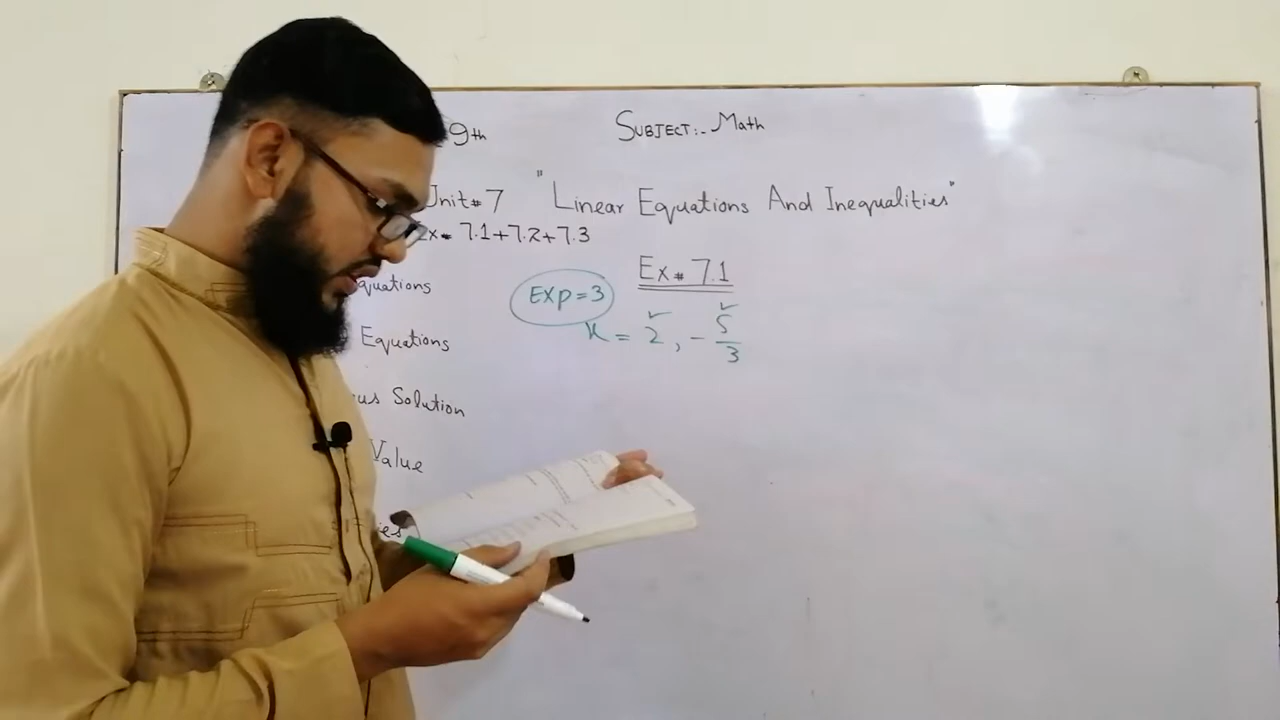 9th
SUBJECT:- Math
Unit # 7 "Linear Equations And Inequalities"
Ex # 7.1+7.2+7.3
Ex # 7.1
Exp = 3
x = 2, - 5/3
quations
Equations
us Solution
Value
ies